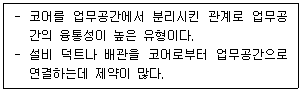 - 코어를 업무공간에서 분리시킨 관계로 업무공
간의 융통성이 높은 유형이다.
- 설비 덕트나 배관을 코어로부터 업무공간으로
연결하는데 제약이 많다.